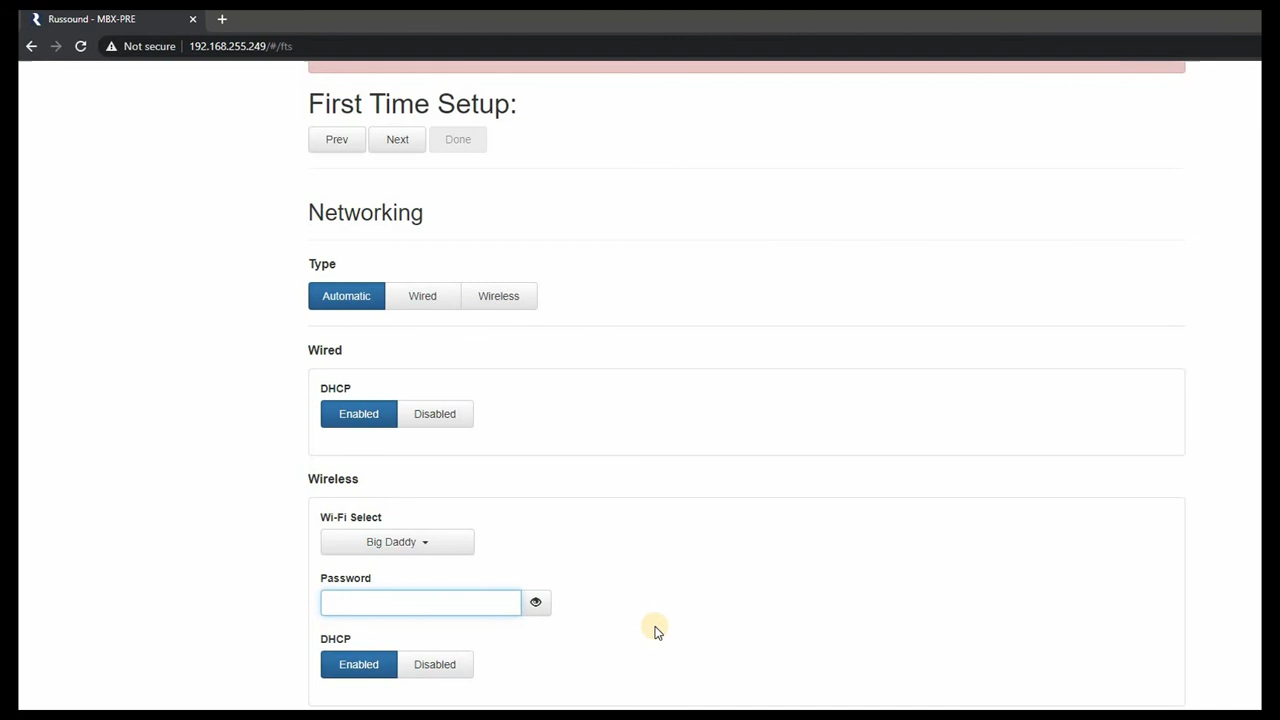 Russound - MBX-PRE
Not secure 192.168.255.249/#/fts
First Time Setup:
Prev Next Done
Networking
Type
Automatic Wired Wireless
Wired
DHCP
Enabled Disabled
Wireless
Wi-Fi Select
Big Daddy
Password
DHCP
Enabled Disabled